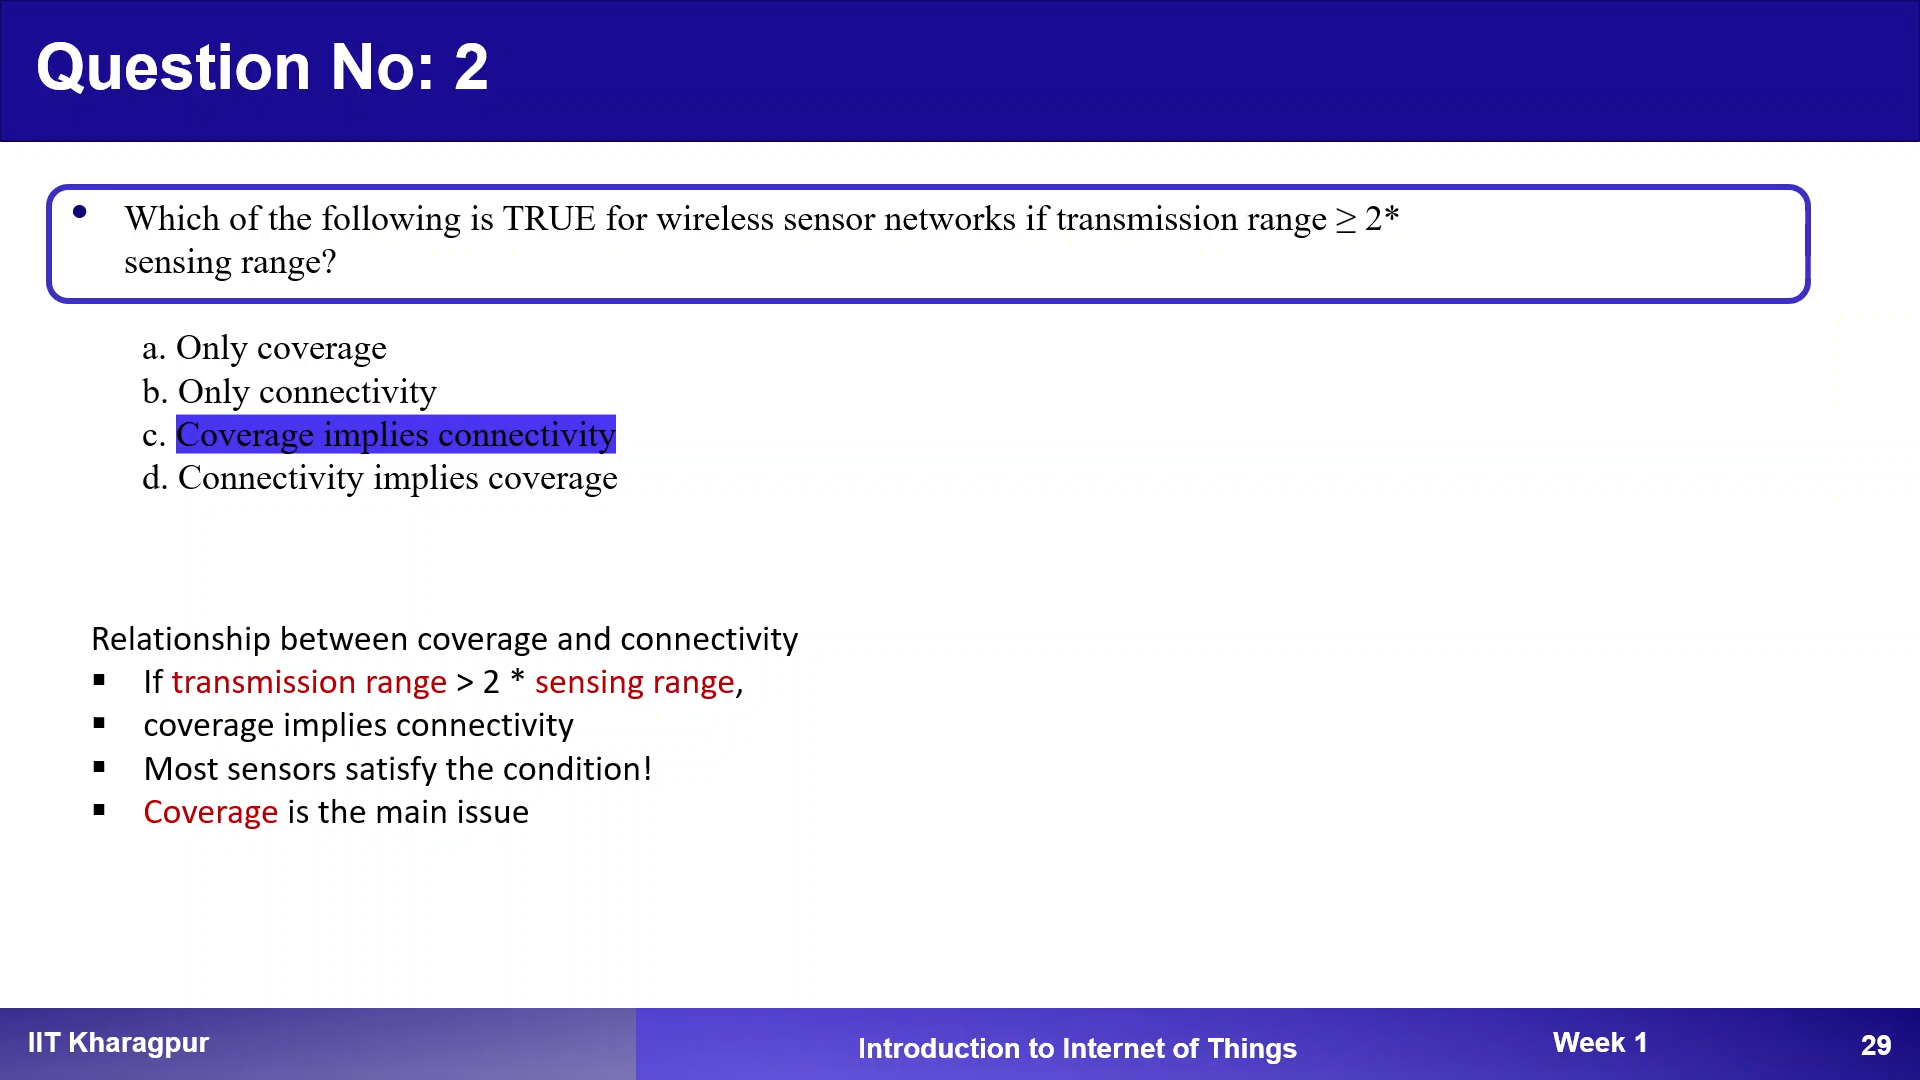 Question No: 2
• Which of the following is TRUE for wireless sensor networks if transmission range ≥ 2*
sensing range?
a. Only coverage
b. Only connectivity
c. Coverage implies connectivity
d. Connectivity implies coverage
Relationship between coverage and connectivity
▪ If transmission range > 2 * sensing range,
▪ coverage implies connectivity
▪ Most sensors satisfy the condition!
▪ Coverage is the main issue
IIT Kharagpur
Introduction to Internet of Things
Week 1
29